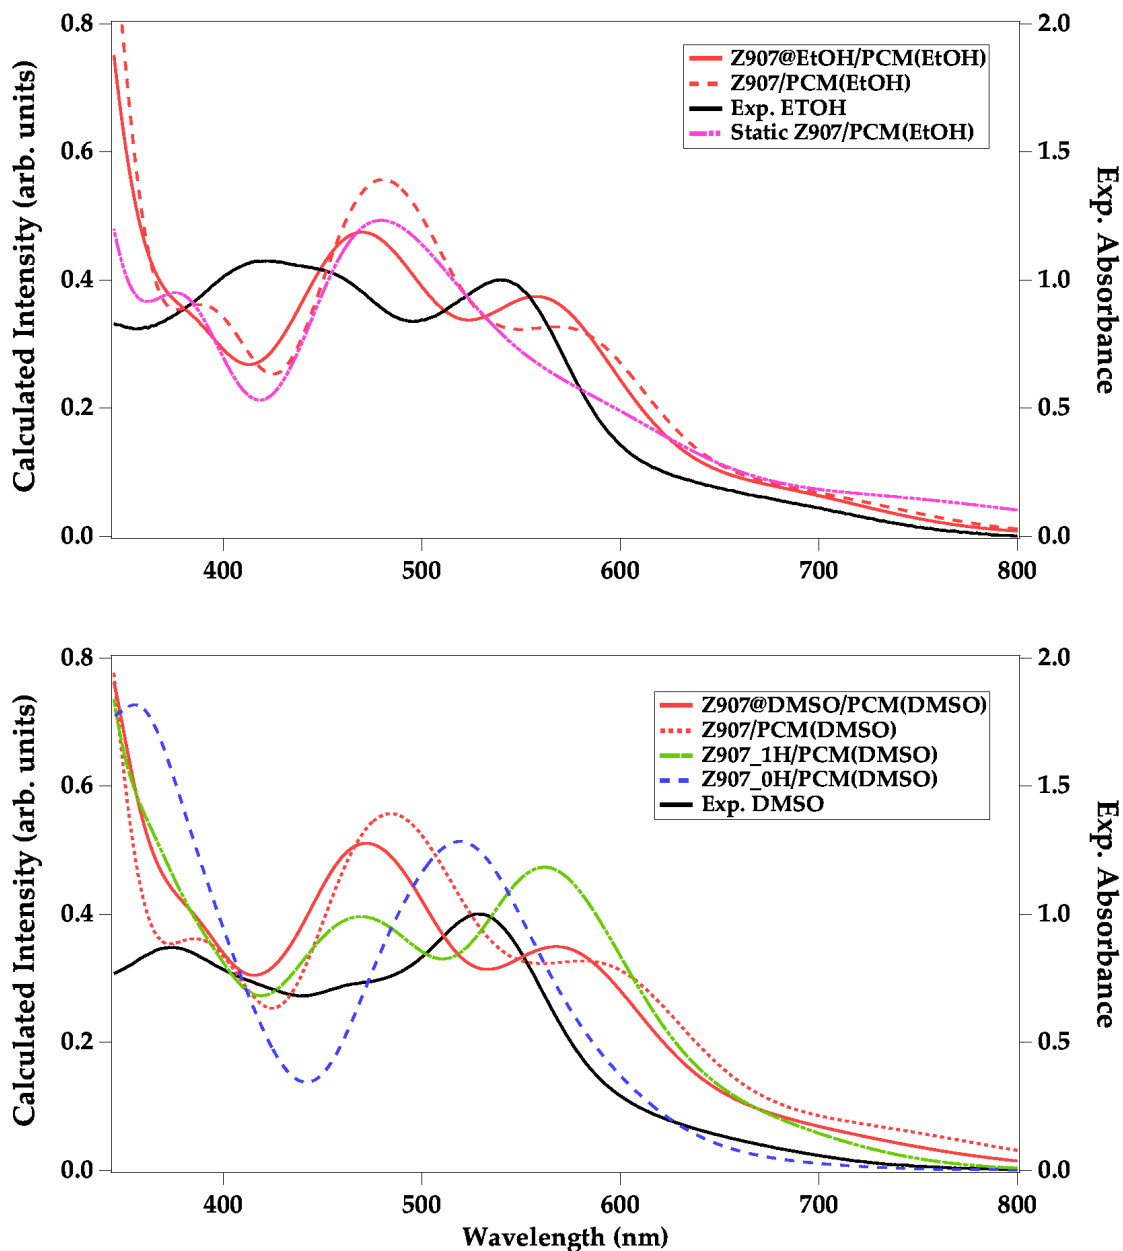 0.8
0.6
0.4
0.2
0.0
Calculated Intensity (arb. units)
Z907@EtOH/PCM(EtOH)
Z907/PCM(EtOH)
Exp. ETOH
Static Z907/PCM(EtOH)
2.0
1.5
1.0
0.5
0.0
Exp. Absorbance
400
500
600
700
800
0.8
0.6
0.4
0.2
0.0
Calculated Intensity (arb. units)
Z907@DMSO/PCM(DMSO)
Z907/PCM(DMSO)
Z907_1H/PCM(DMSO)
Z907_0H/PCM(DMSO)
Exp. DMSO
2.0
1.5
1.0
0.5
0.0
Exp. Absorbance
400
500
600
700
800
Wavelength (nm)